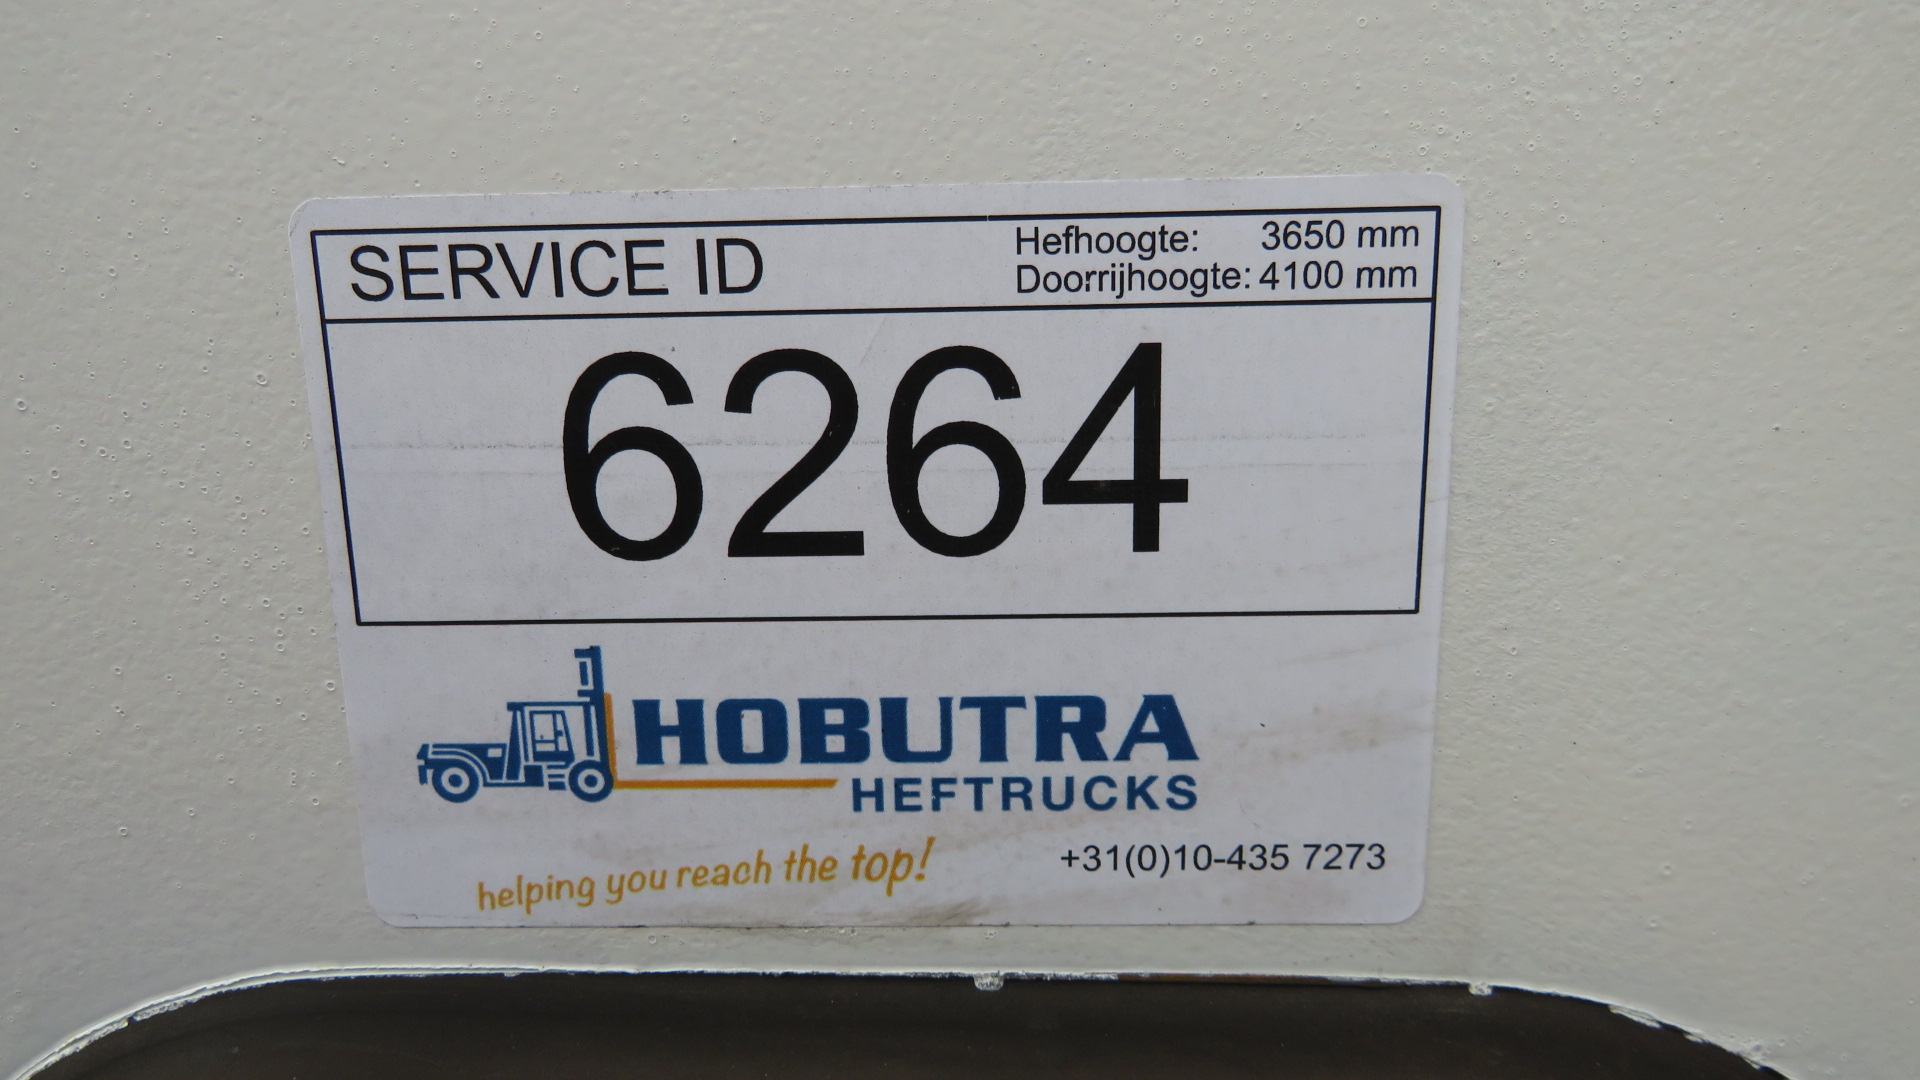 SERVICE ID
Hefhoogte: 3650 mm
Doorrijhoogte: 4100 mm
6264
HOBUTRA
HEFTRUCKS
helping you reach the top!
+31(0)10-435 7273